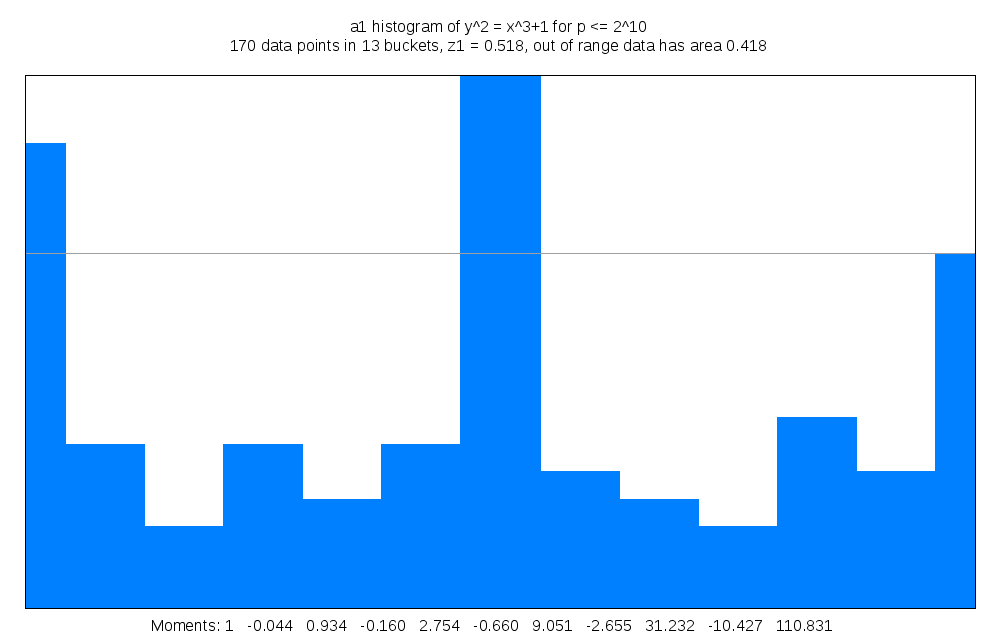 a1 histogram of y^2 = x^3+1 for p <= 2^10
170 data points in 13 buckets, z1 = 0.518, out of range data has area 0.418
Moments: 1 -0.044 0.934 -0.160 2.754 -0.660 9.051 -2.655 31.232 -10.427 110.831